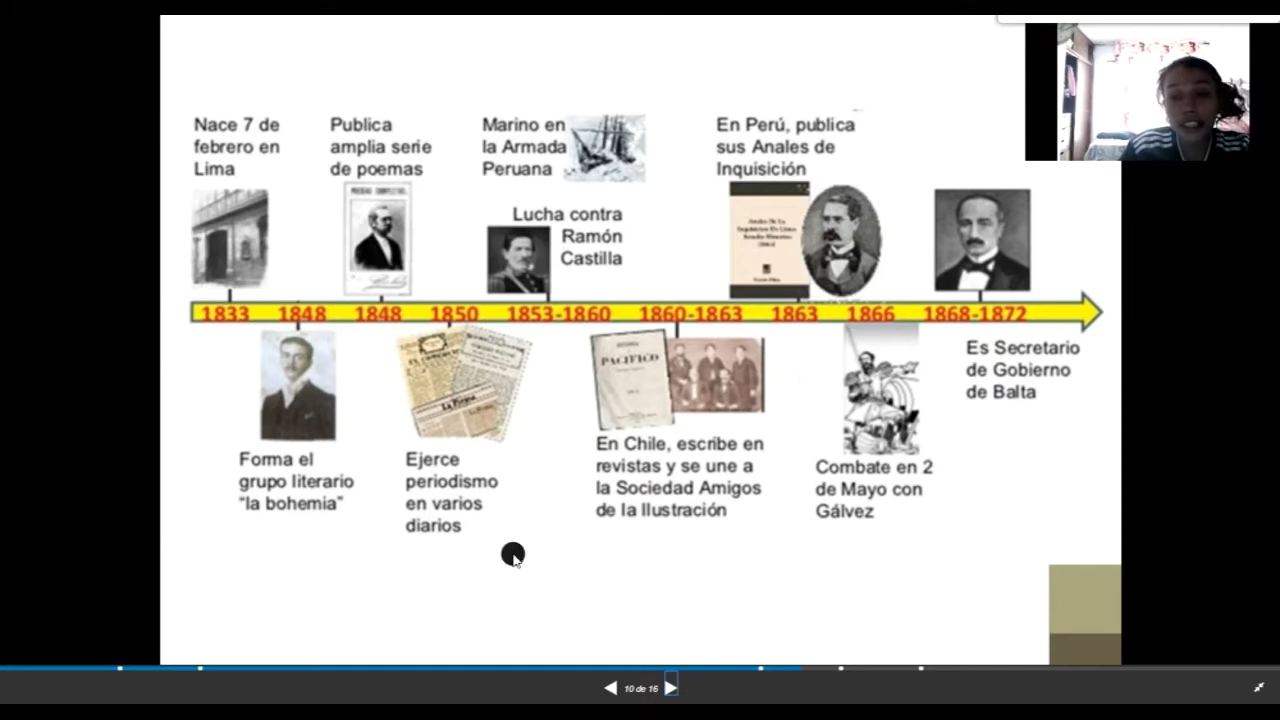 Nace 7 de
febrero en
Lima
Publica
amplia serie
de poemas
Marino en
la Armada
Peruana
Lucha contra
Ramón
Castilla
En Perú, publica
sus Anales de
Inquisición
1833 1848 1848 1850 1853-1860 1860-1863 1863 1866 1868-1872
Forma el
grupo literario
“la bohemia”
Ejerce
periodismo
en varios
diarios
PACIFICO
En Chile, escribe en
revistas y se une a
la Sociedad Amigos
de la Ilustración
Combate en 2
de Mayo con
Gálvez
Es Secretario
de Gobierno
de Balta
10 de 16